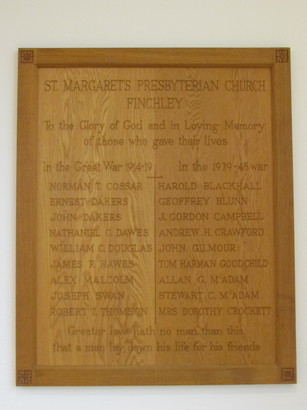 ST. MARGARET'S PRESBYTERIAN CHURCH
FINCHLEY
To the Glory of God and in Loving Memory
of those who gave their lives
In the Great War 1914-19 In the 1939-45 war
NORMAN T. COSSAR HAROLD BLACKHALL
ERNEST DAKERS GEOFFREY BLUNN
JOHN DAKERS J. GORDON CAMPBELL
NATHANIEL G. DAWES ANDREW H. CRAWFORD
WILLIAM C. DOUGLAS JOHN GILMOUR
JAMES F. HAWES TOM HARMAN GOODCHILD
ALEX MALCOLM ALLAN G. McADAM
JOSEPH SWAN STEWART C. McADAM
ROBERT T. THOMSON MRS DOROTHY CROCKETT
Greater love hath no man than this,
that a man lay down his life for his friends